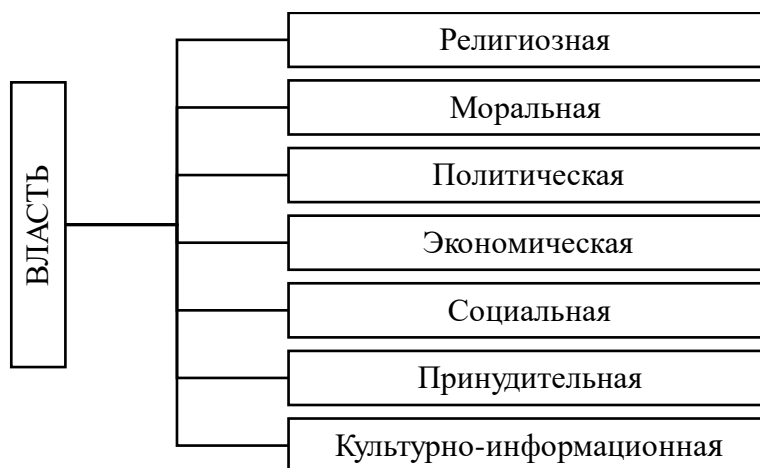 ВЛАСТЬ
Религиозная
Моральная
Политическая
Экономическая
Социальная
Принудительная
Культурно-информационная